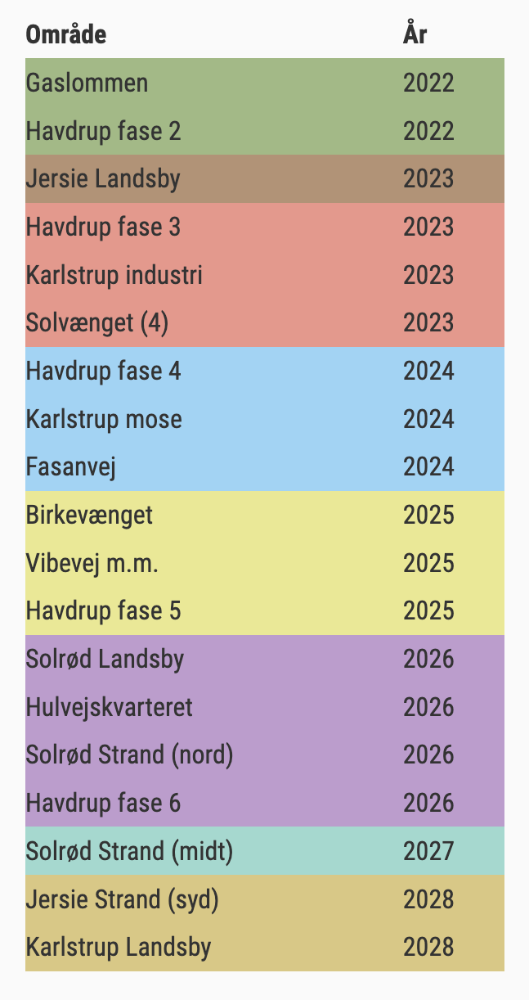 Område År
Gaslommen 2022
Havdrup fase 2 2022
Jersie Landsby 2023
Havdrup fase 3 2023
Karlstrup industri 2023
Solvænget (4) 2023
Havdrup fase 4 2024
Karlstrup mose 2024
Fasanvej 2024
Birkevænget 2025
Vibevej m.m. 2025
Havdrup fase 5 2025
Solrød Landsby 2026
Hulvejskvarteret 2026
Solrød Strand (nord) 2026
Havdrup fase 6 2026
Solrød Strand (midt) 2027
Jersie Strand (syd) 2028
Karlstrup Landsby 2028